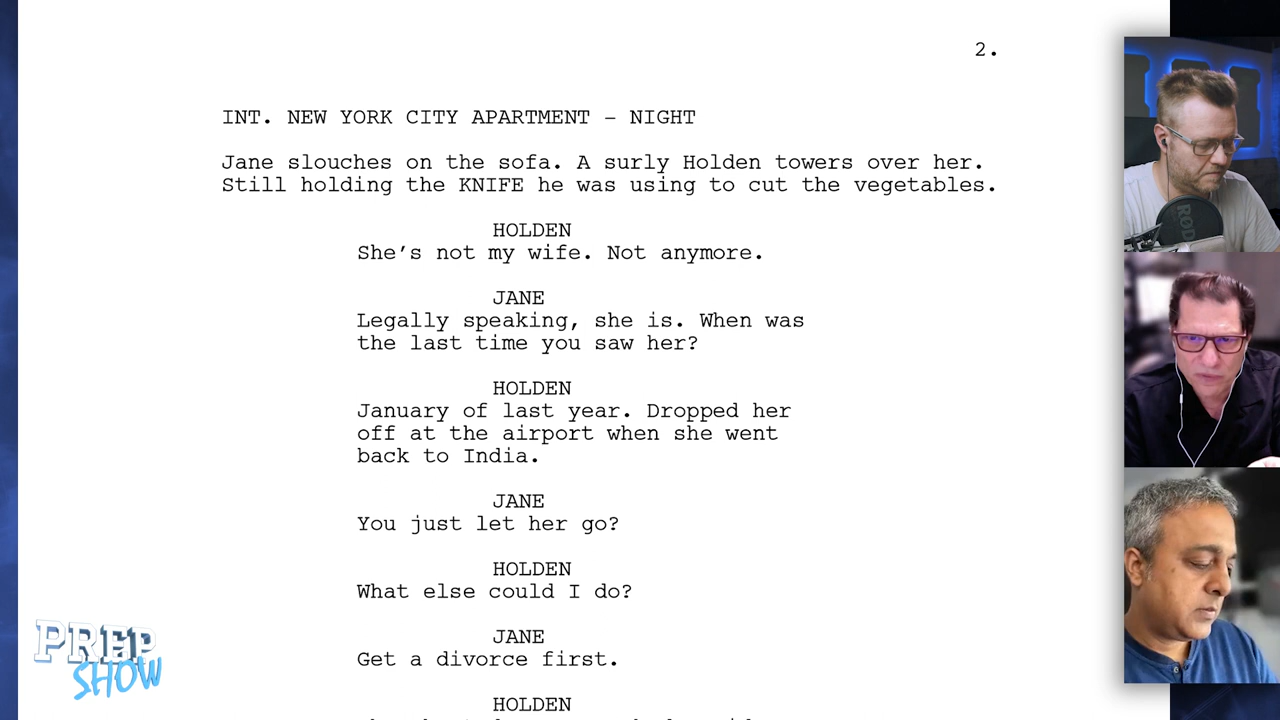 2.
INT. NEW YORK CITY APARTMENT – NIGHT
Jane slouches on the sofa. A surly Holden towers over her.
Still holding the KNIFE he was using to cut the vegetables.
HOLDEN
She’s not my wife. Not anymore.
JANE
Legally speaking, she is. When was
the last time you saw her?
HOLDEN
January of last year. Dropped her
off at the airport when she went
back to India.
JANE
You just let her go?
HOLDEN
What else could I do?
JANE
Get a divorce first.
HOLDEN
PREP
SHOW
RØDE